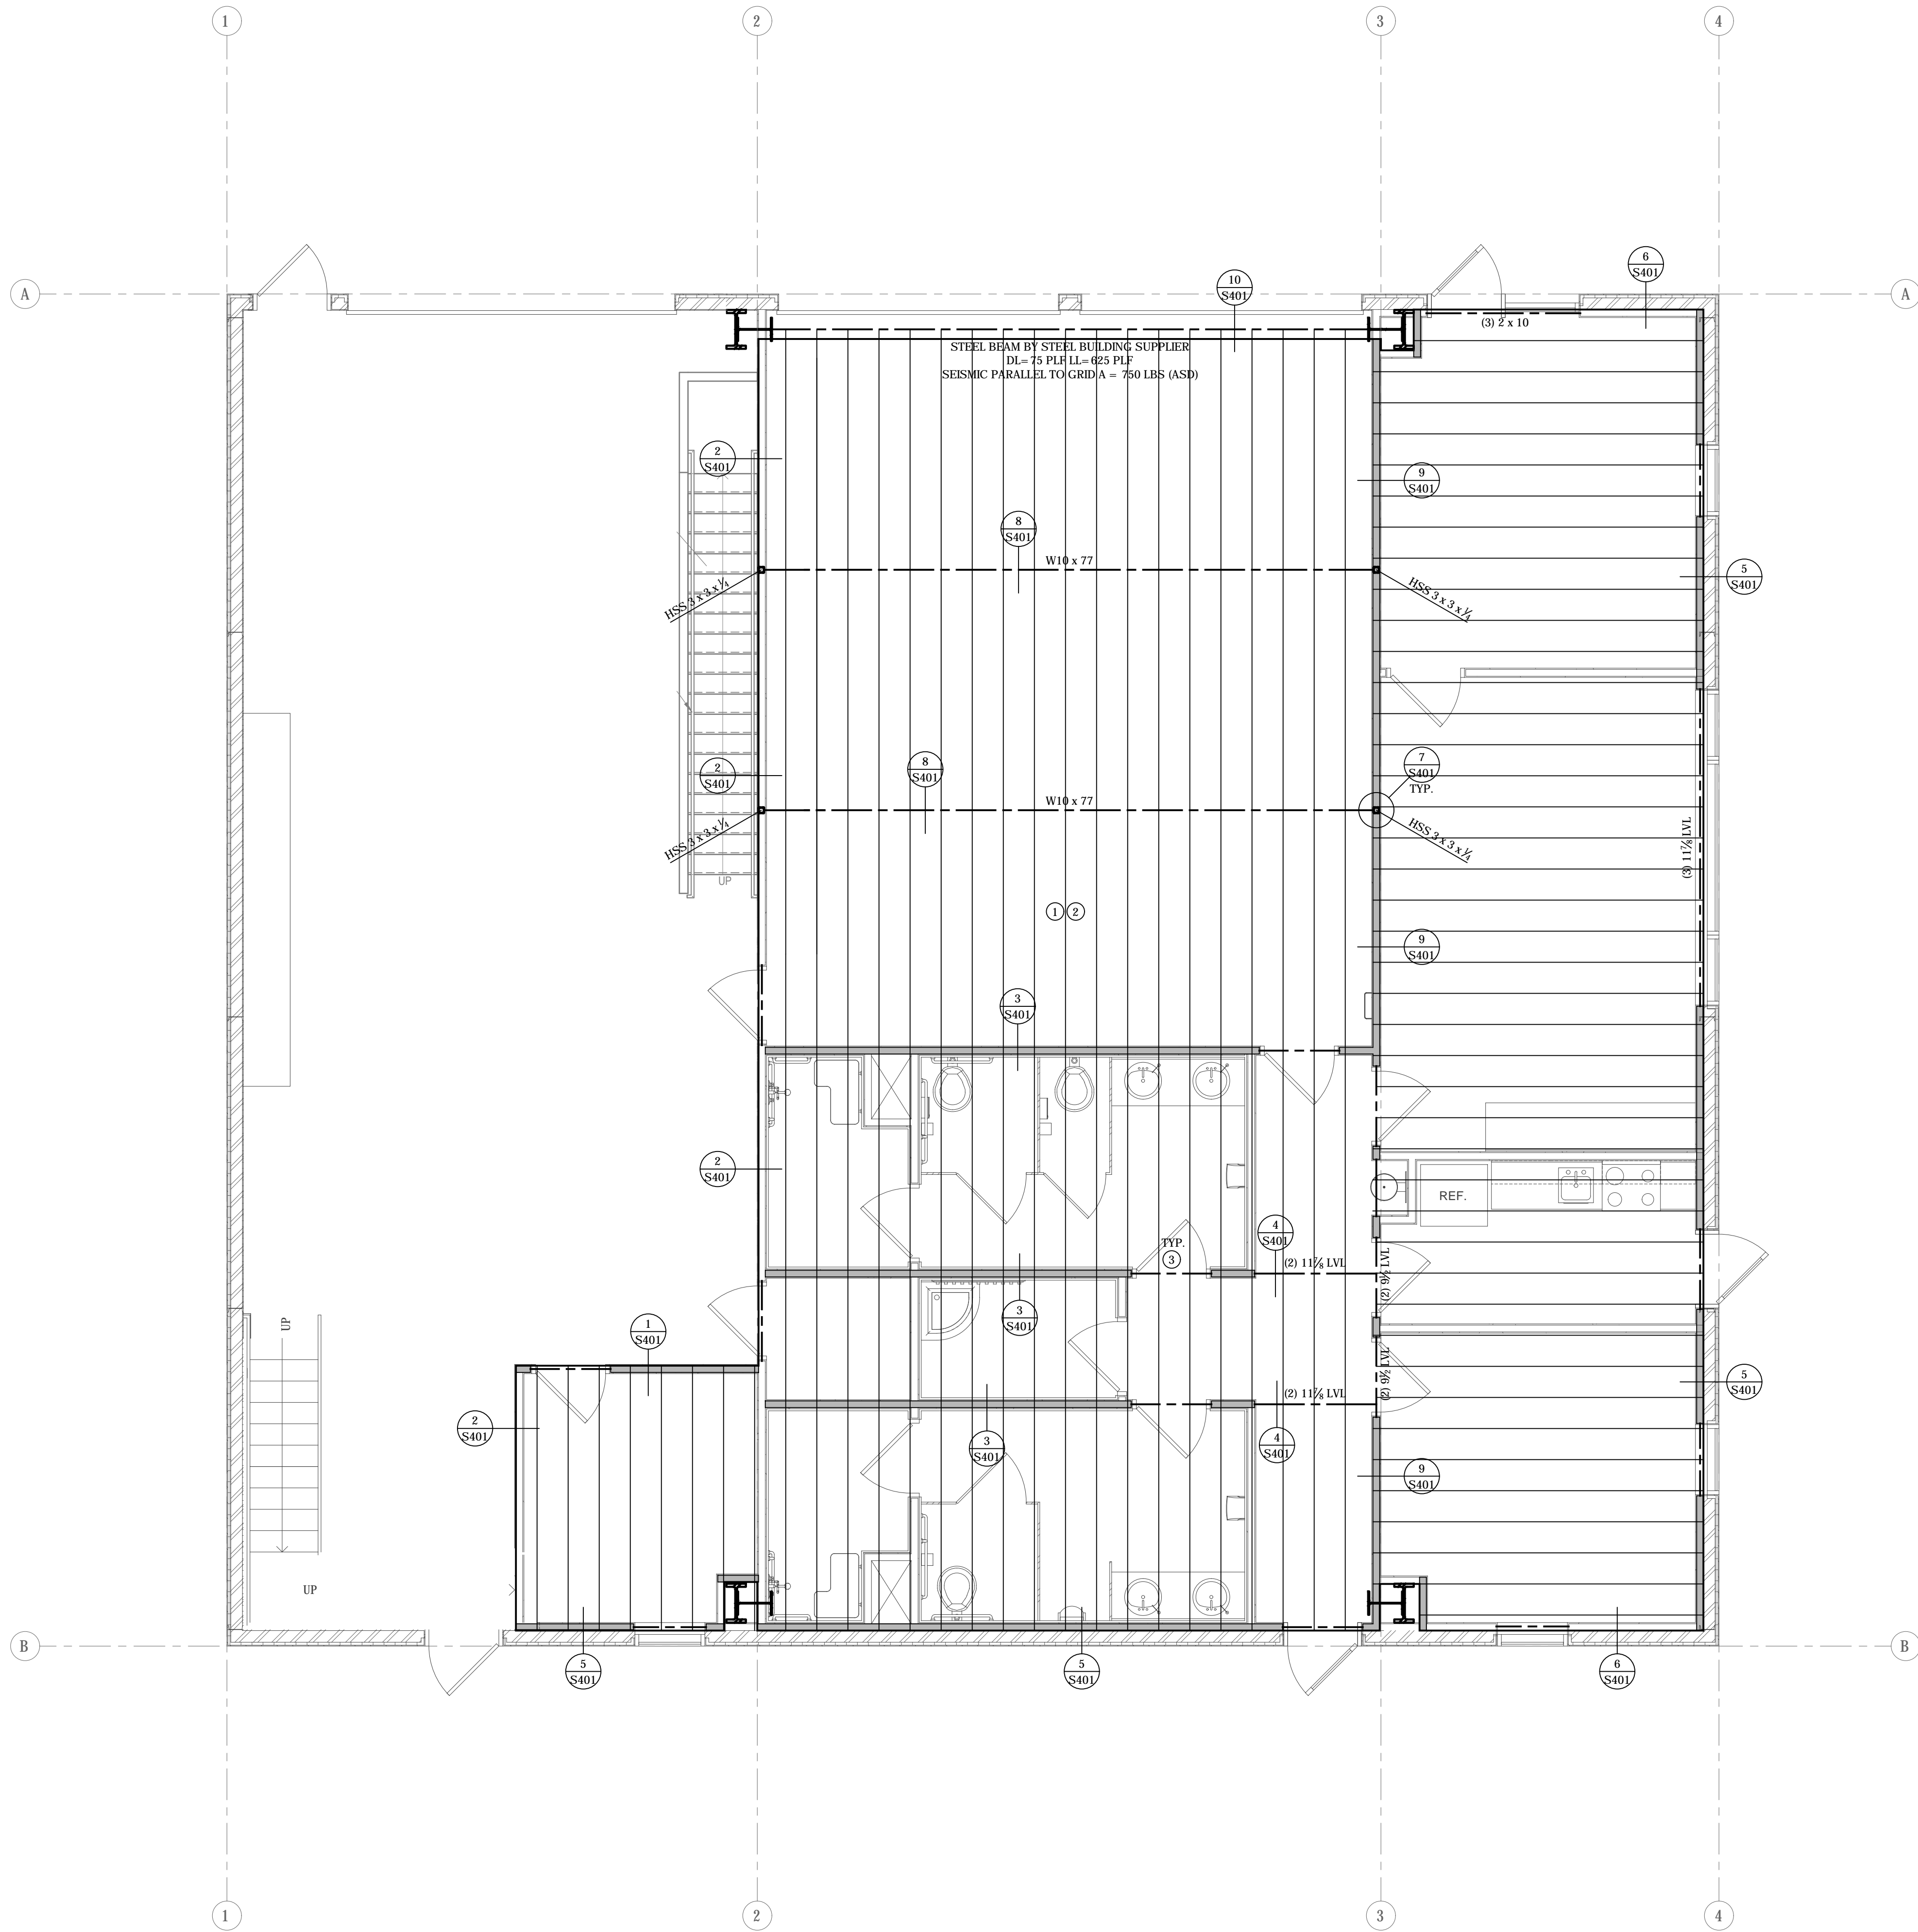 1 2 3 4
A A
6
S401
10
S401
(3) 2 x 10
STEEL BEAM BY STEEL BUILDING SUPPLIER
DL=75 PLF LL=625 PLF
SEISMIC PARALLEL TO GRID A = 750 LBS (ASD)
2
S401
9
S401
8
S401
W10 x 77
5
S401
HSS 3 x 3 x 1/4
HSS 3 x 3 x 1/4
7
S401
TYP.
8
S401
2
S401
W10 x 77
HSS 3 x 3 x 1/4
HSS 3 x 3 x 1/4
(3) 11 7/8 LVL
UP
1 2
9
S401
3
S401
2
S401
REF.
4
S401
TYP.
3
(2) 11 7/8 LVL
(2) 9 1/2 LVL
3
S401
UP
1
S401
5
S401
(2) 9 1/2 LVL
(2) 11 7/8 LVL
2
S401
3
S401
4
S401
9
S401
UP
B B
5
S401
5
S401
6
S401
1 2 3 4